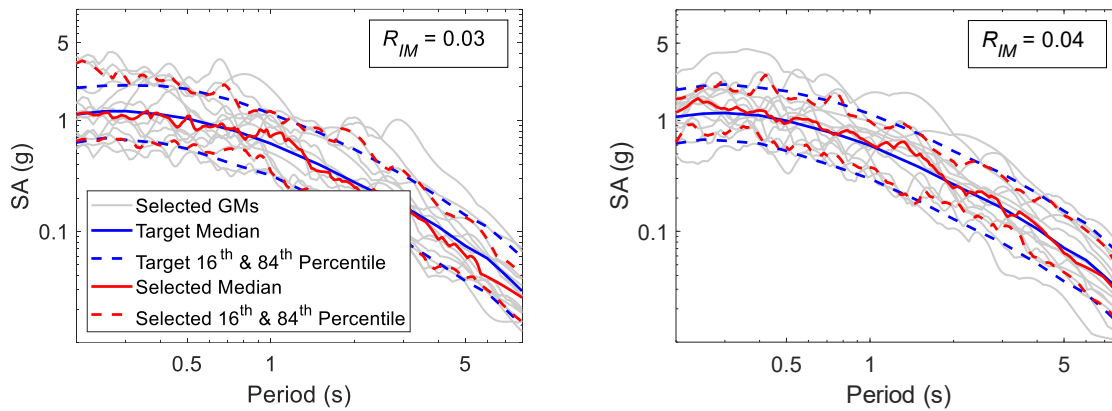 R_IM = 0.03
5
1
0.1
SA (g)
0.5
1
5
Period (s)
Selected GMs
Target Median
Target 16th & 84th Percentile
Selected Median
Selected 16th & 84th Percentile
R_IM = 0.04
5
1
0.1
SA (g)
0.5
1
5
Period (s)